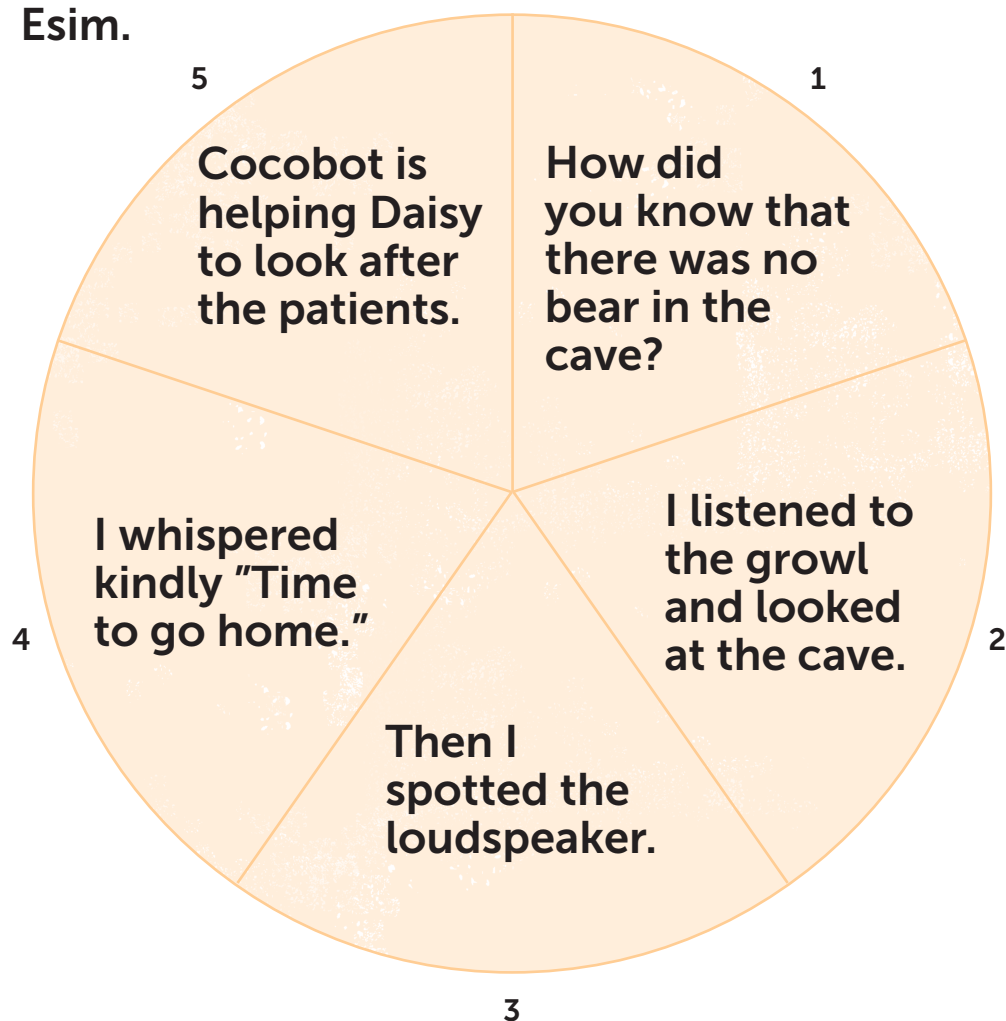 Esim.
1
How did
you know that
there was no
bear in the
cave?
2
I listened to
the growl
and looked
at the cave.
3
Then I
spotted the
loudspeaker.
4
I whispered
kindly "Time
to go home."
5
Cocobot is
helping Daisy
to look after
the patients.